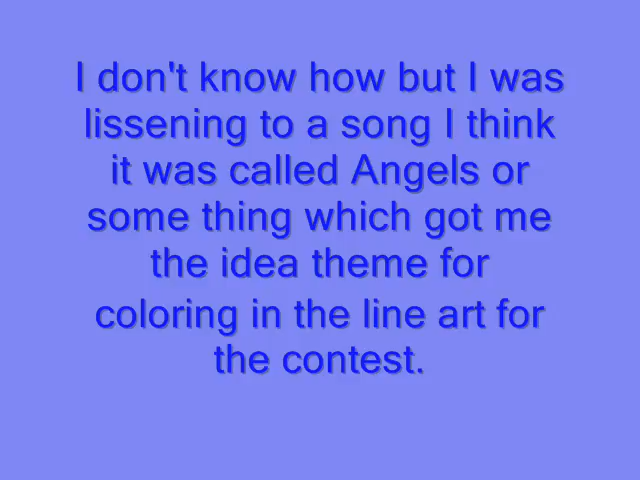 I don't know how but I was
lissening to a song I think
it was called Angels or
some thing which got me
the idea theme for
coloring in the line art for
the contest.